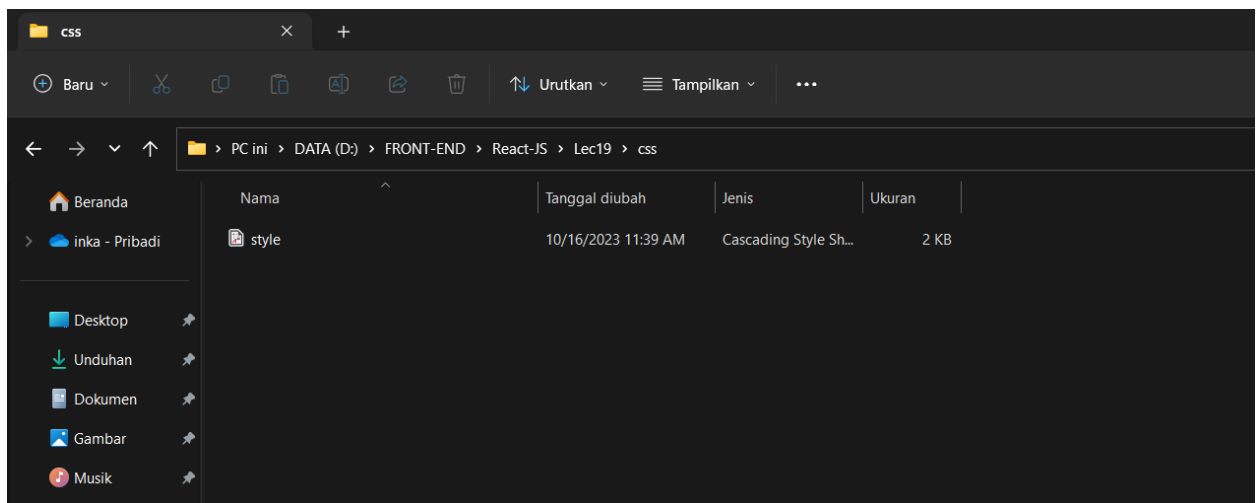 css
Baru
Urutkan
Tampilkan
PC ini > DATA (D:) > FRONT-END > React-JS > Lec19 > css
Nama Tanggal diubah Jenis Ukuran
style 10/16/2023 11:39 AM Cascading Style Sh... 2 KB
Beranda
inka - Pribadi
Desktop
Unduhan
Dokumen
Gambar
Musik